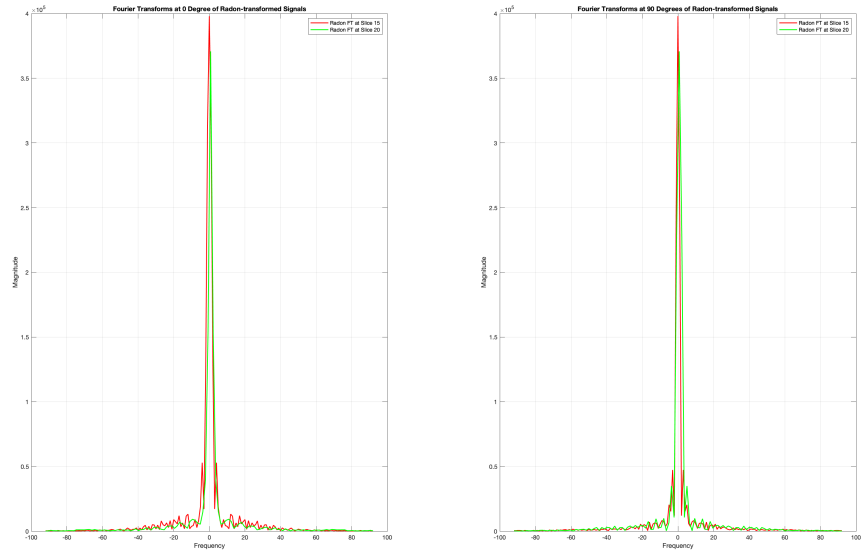 Fourier Transforms at 0 Degree of Radon-transformed Signals
×10⁵
4
3.5
3
2.5
2
1.5
1
0.5
0
Magnitude
-100 -80 -60 -40 -20 0 20 40 60 80 100
Frequency
Radon FT at Slice 15
Radon FT at Slice 20
Fourier Transforms at 90 Degrees of Radon-transformed Signals
×10⁵
4
3.5
3
2.5
2
1.5
1
0.5
0
Magnitude
-100 -80 -60 -40 -20 0 20 40 60 80 100
Frequency
Radon FT at Slice 15
Radon FT at Slice 20